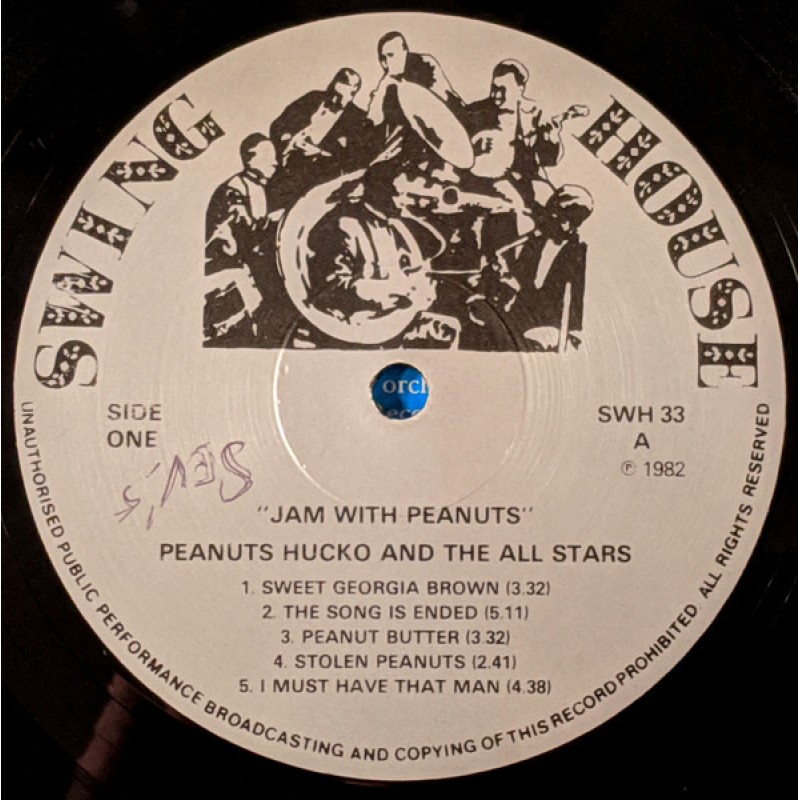 SWING HOUSE
orch
SIDE
ONE
SWH 33
A
℗ 1982
"JAM WITH PEANUTS"
PEANUTS HUCKO AND THE ALL STARS
1. SWEET GEORGIA BROWN (3.32)
2. THE SONG IS ENDED (5.11)
3. PEANUT BUTTER (3.32)
4. STOLEN PEANUTS (2.41)
5. I MUST HAVE THAT MAN (4.38)
UNAUTHORISED PUBLIC PERFORMANCE BROADCASTING AND COPYING OF THIS RECORD PROHIBITED. ALL RIGHTS RESERVED